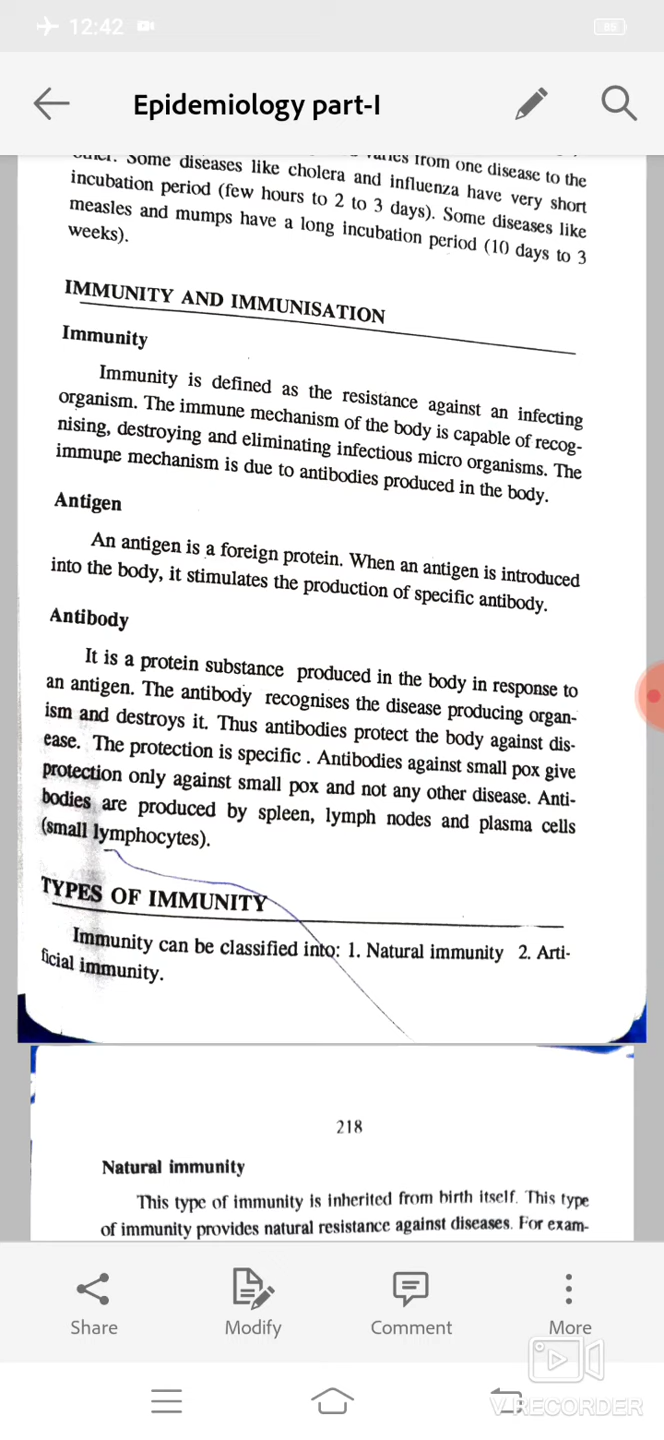 12:42
85
Epidemiology part-I
other. Some diseases like cholera and influenza have very short
varies from one disease to the
incubation period (few hours to 2 to 3 days). Some diseases like
measles and mumps have a long incubation period (10 days to 3
weeks).
IMMUNITY AND IMMUNISATION
Immunity
Immunity is defined as the resistance against an infecting
organism. The immune mechanism of the body is capable of recog-
nising, destroying and eliminating infectious micro organisms. The
immune mechanism is due to antibodies produced in the body.
Antigen
An antigen is a foreign protein. When an antigen is introduced
into the body, it stimulates the production of specific antibody.
Antibody
It is a protein substance produced in the body in response to
an antigen. The antibody recognises the disease producing organ-
ism and destroys it. Thus antibodies protect the body against dis-
ease. The protection is specific . Antibodies against small pox give
protection only against small pox and not any other disease. Anti-
bodies are produced by spleen, lymph nodes and plasma cells
(small lymphocytes).
TYPES OF IMMUNITY
Immunity can be classified into: 1. Natural immunity 2. Arti-
ficial immunity.
218
Natural immunity
This type of immunity is inherited from birth itself. This type
of immunity provides natural resistance against diseases. For exam-
Share
Modify
Comment
More
V RECORDER